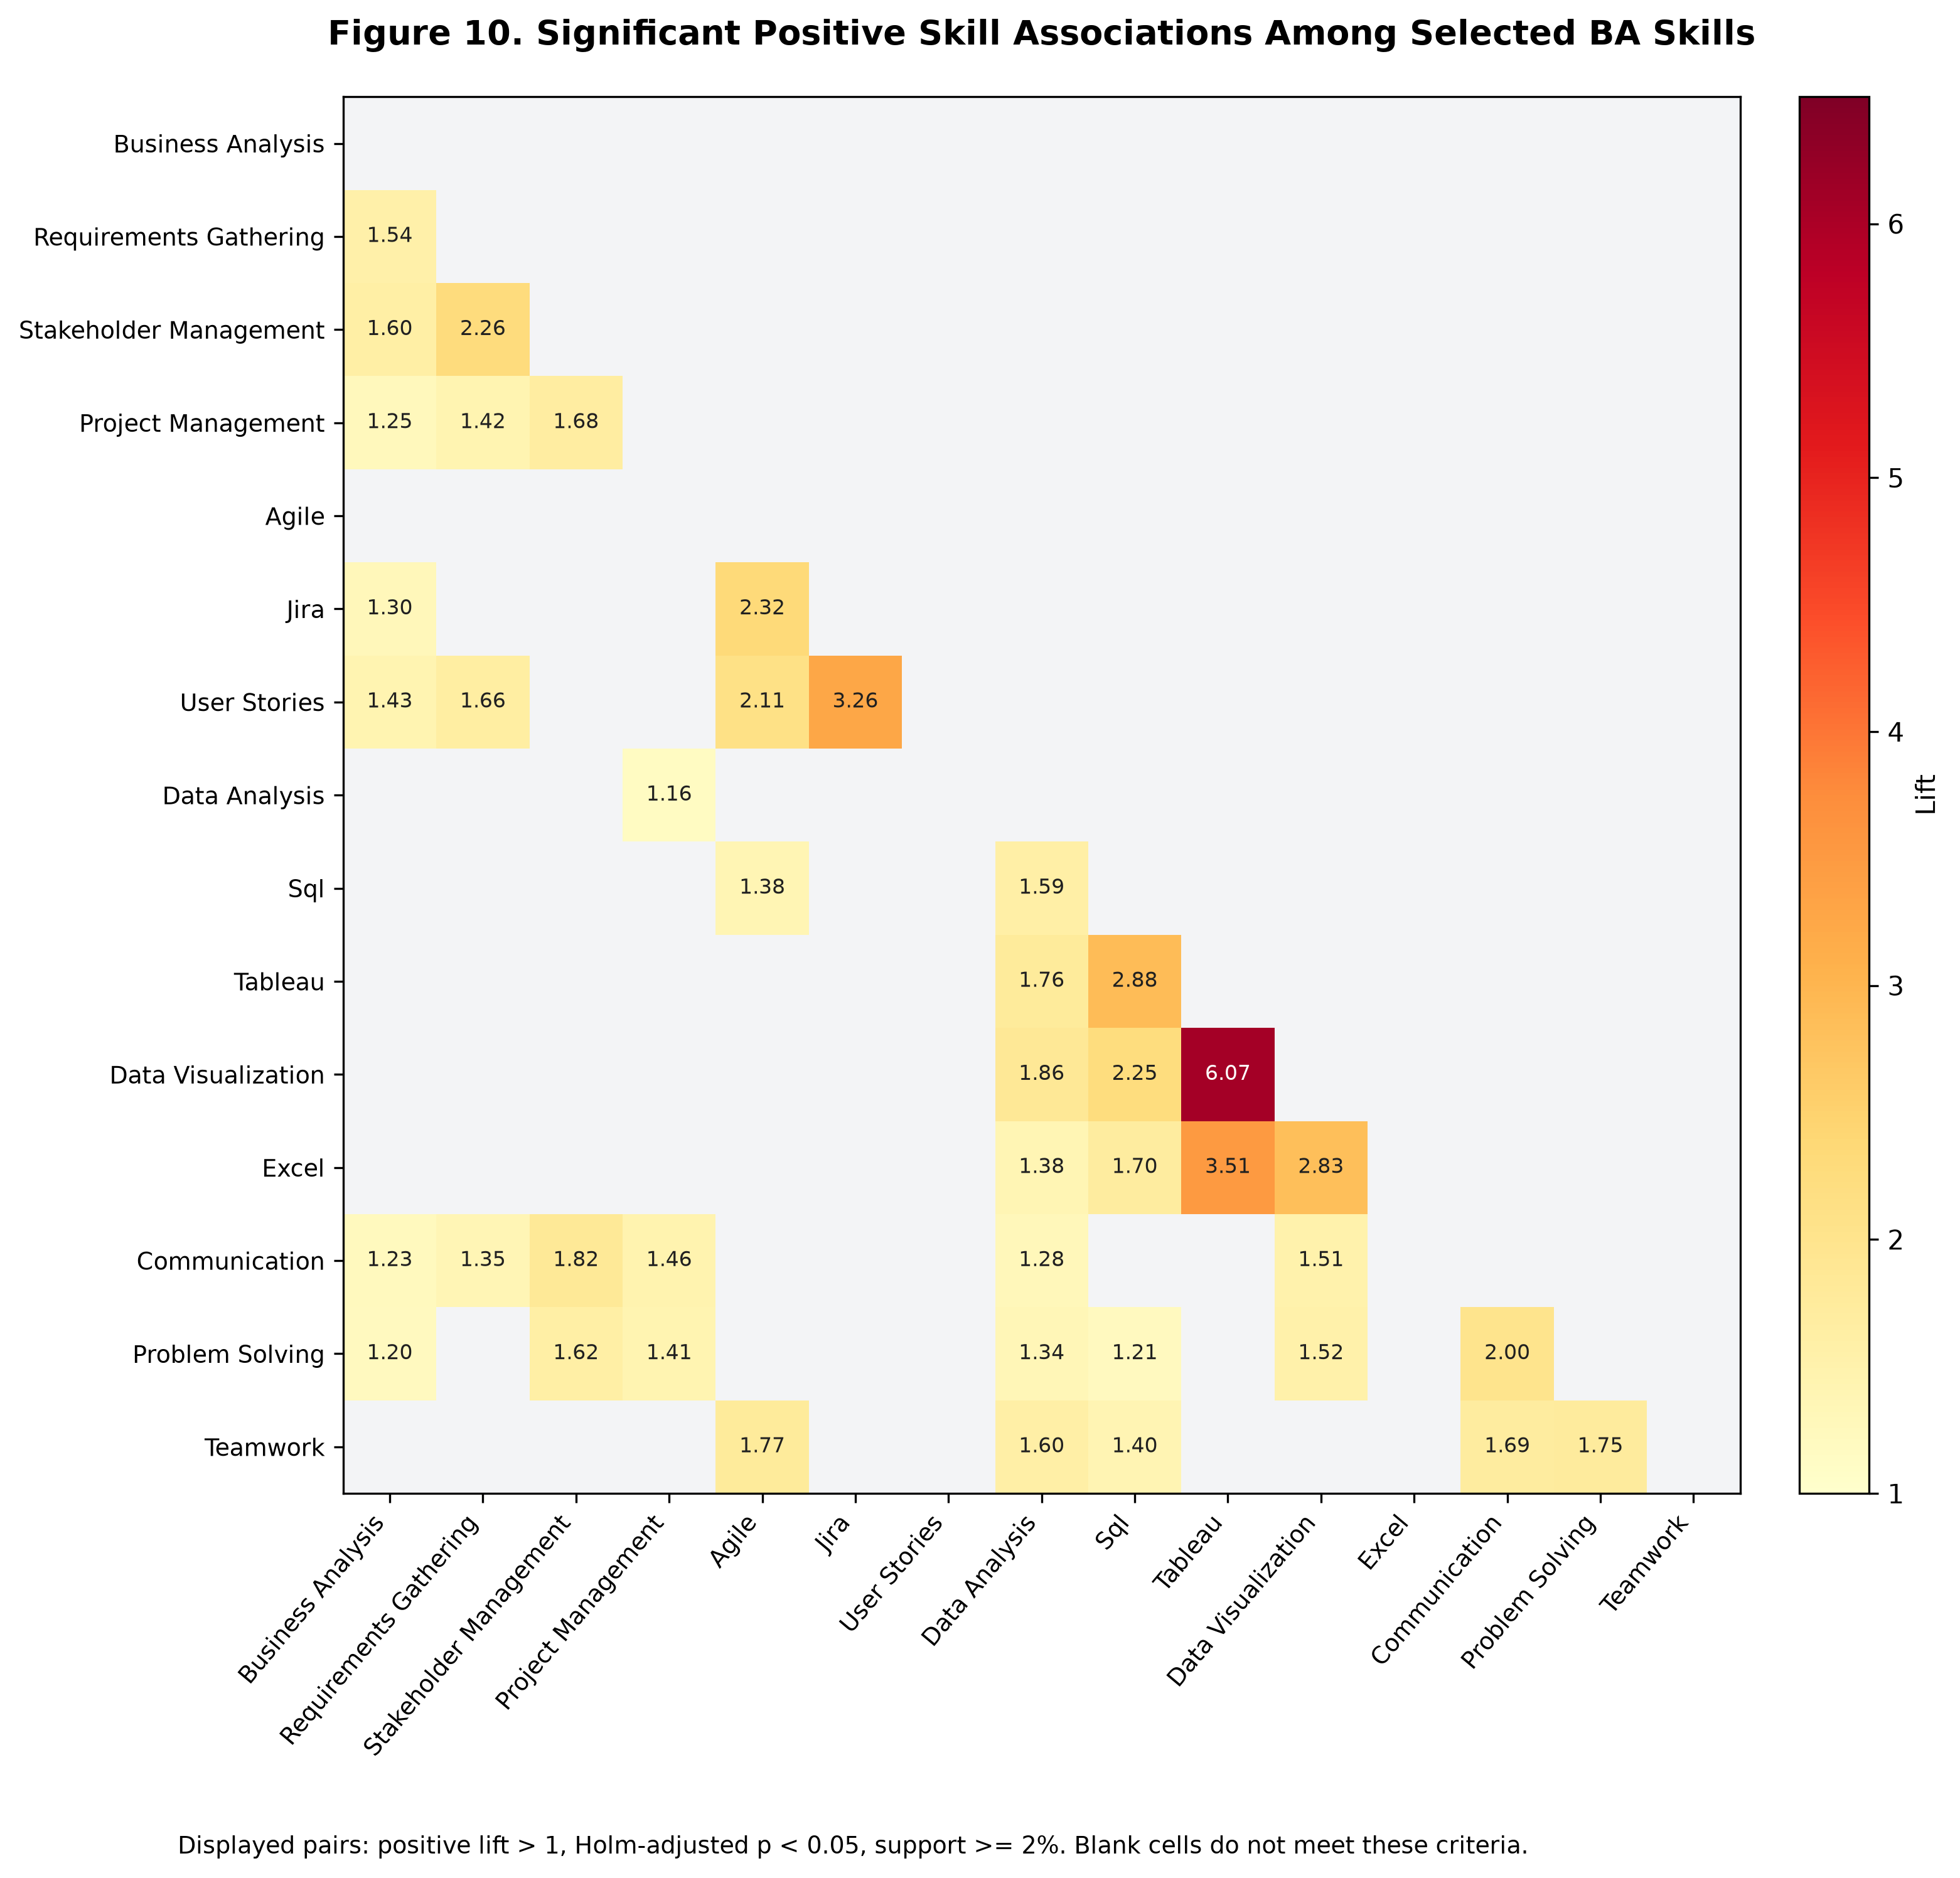 Figure 10. Significant Positive Skill Associations Among Selected BA Skills
Business Analysis
Requirements Gathering 1.54
Stakeholder Management 1.60 2.26
Project Management 1.25 1.42 1.68
Agile
Jira 1.30 2.32
User Stories 1.43 1.66 2.11 3.26
Data Analysis 1.16
Sql 1.38 1.59
Tableau 1.76 2.88
Data Visualization 1.86 2.25 6.07
Excel 1.38 1.70 3.51 2.83
Communication 1.23 1.35 1.82 1.46 1.28 1.51
Problem Solving 1.20 1.62 1.41 1.34 1.21 1.52 2.00
Teamwork 1.77 1.60 1.40 1.69 1.75
Business Analysis
Requirements Gathering
Stakeholder Management
Project Management
Agile
Jira
User Stories
Data Analysis
Sql
Tableau
Data Visualization
Excel
Communication
Problem Solving
Teamwork
6
5
4
3
2
1
Lift
Displayed pairs: positive lift > 1, Holm-adjusted p < 0.05, support >= 2%. Blank cells do not meet these criteria.